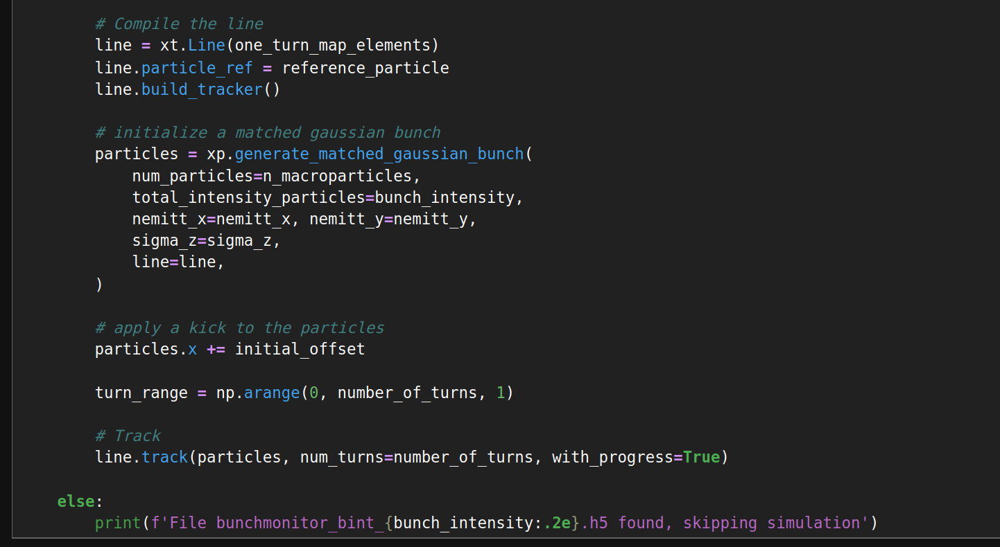 # Compile the line
line = xt.Line(one_turn_map_elements)
line.particle_ref = reference_particle
line.build_tracker()
# initialize a matched gaussian bunch
particles = xp.generate_matched_gaussian_bunch(
num_particles=n_macroparticles,
total_intensity_particles=bunch_intensity,
nemitt_x=nemitt_x, nemitt_y=nemitt_y,
sigma_z=sigma_z,
line=line,
)
# apply a kick to the particles
particles.x += initial_offset
turn_range = np.arange(0, number_of_turns, 1)
# Track
line.track(particles, num_turns=number_of_turns, with_progress=True)
else:
print(f'File bunchmonitor_bint_{bunch_intensity:.2e}.h5 found, skipping simulation')